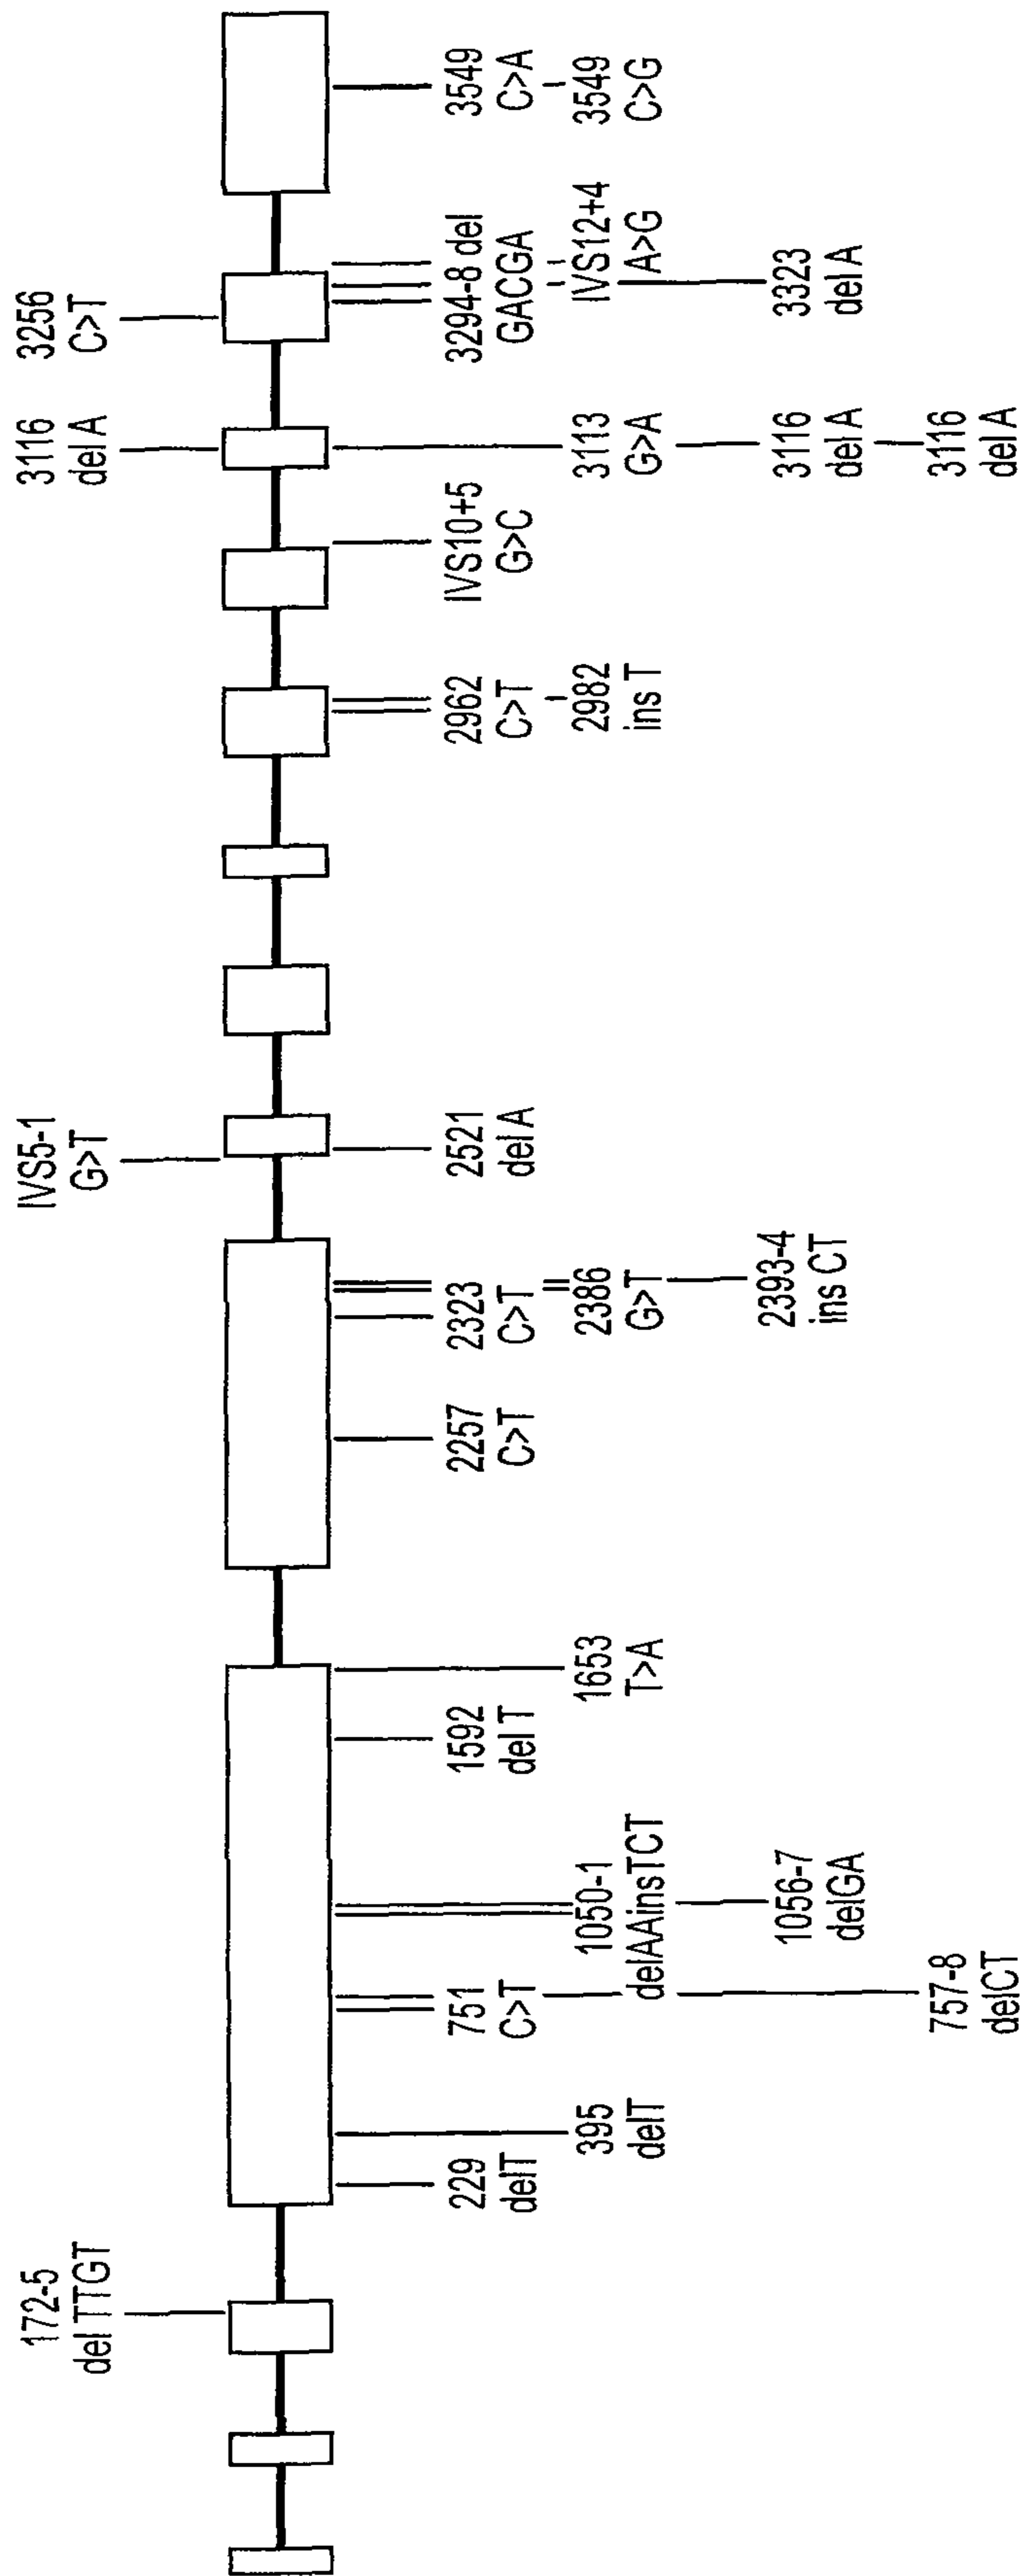 172-5
del TTGT
IVS5-1
G>T
3116
del A
3256
C>T
229
delT
395
delT
751
C>T
757-8
delCT
1050-1
delAAinsTCT
1056-7
delGA
1592
del T
1653
T>A
2257
C>T
2323
C>T
2386
G>T
2393-4
ins CT
2521
del A
2962
C>T
2982
ins T
IVS10+5
G>C
3113
G>A
3116
del A
3116
del A
3294-8 del
GACGA
IVS12+4
A>G
3323
del A
3549
C>A
3549
C>G